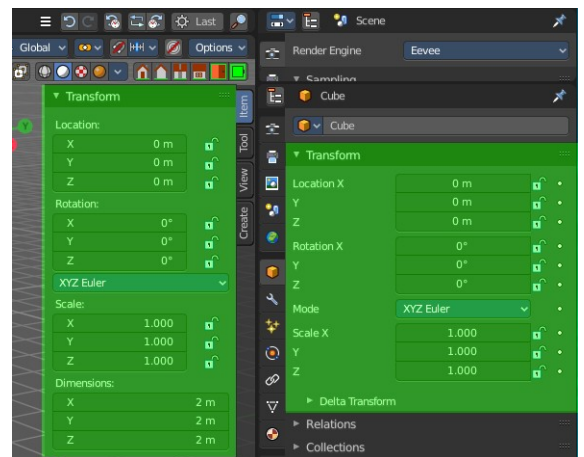 Last
Scene
Global
Options
Render Engine
Eevee
Sampling
Transform
Item
Cube
Location:
Cube
X 0 m
Tool
Transform
Y 0 m
Z 0 m
View
Location X 0 m
Y 0 m
Z 0 m
Rotation:
X 0°
Create
Y 0°
Z 0°
Rotation X 0°
Y 0°
Z 0°
XYZ Euler
Mode XYZ Euler
Scale:
X 1.000
Y 1.000
Z 1.000
Scale X 1.000
Y 1.000
Z 1.000
Dimensions:
X 2 m
Y 2 m
Z 2 m
Delta Transform
Relations
Collections
Y